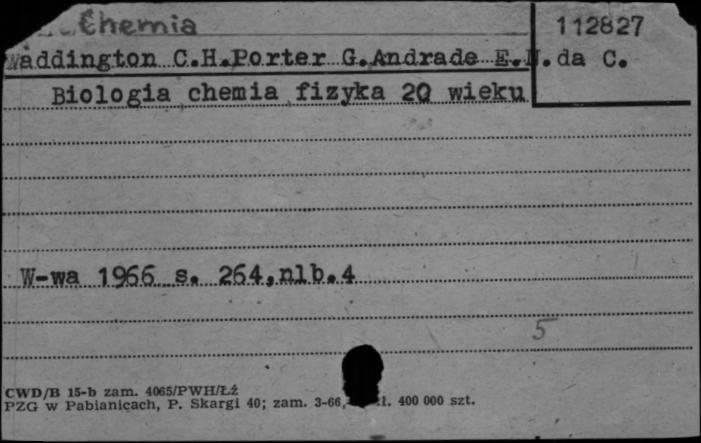 Chemia
112827
Waddington C.H.Porter G.Andrade E.N.da C.
Biologia chemia fizyka 20 wieku
W-wa 1966 s. 264,nlb.4
5
CWD/B 15-b zam. 4065/PWH/Łź
PZG w Pabianicach, P. Skargi 40; zam. 3-66, 400 000 szt.